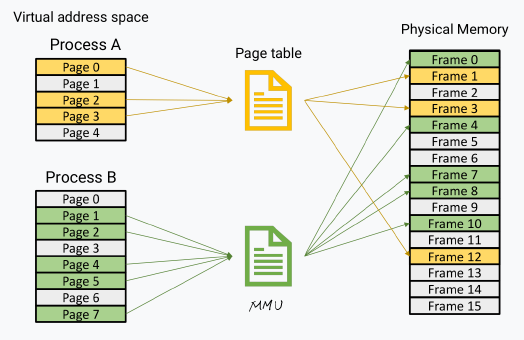 Virtual address space
Process A
Page 0
Page 1
Page 2
Page 3
Page 4
Process B
Page 0
Page 1
Page 2
Page 3
Page 4
Page 5
Page 6
Page 7
Page table
MMU
Physical Memory
Frame 0
Frame 1
Frame 2
Frame 3
Frame 4
Frame 5
Frame 6
Frame 7
Frame 8
Frame 9
Frame 10
Frame 11
Frame 12
Frame 13
Frame 14
Frame 15